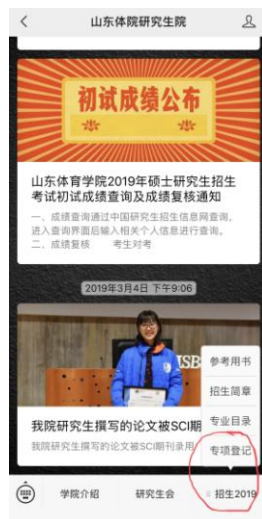 山东体院研究生院
初试成绩公布
山东体育学院2019年硕士研究生招生
考试初试成绩查询及成绩复核通知
一、成绩查询通过中国研究生招生信息网查询,
进入查询界面后输入相关个人信息进行查询。
二、成绩复核 考生对考
2019年3月4日 下午9:06
ISB
参考用书
招生简章
专业目录
专项登记
我院研究生撰写的论文被SCI期
我院研究生撰写的论文被SCI期刊录用
学院介绍
研究生会
招生2019